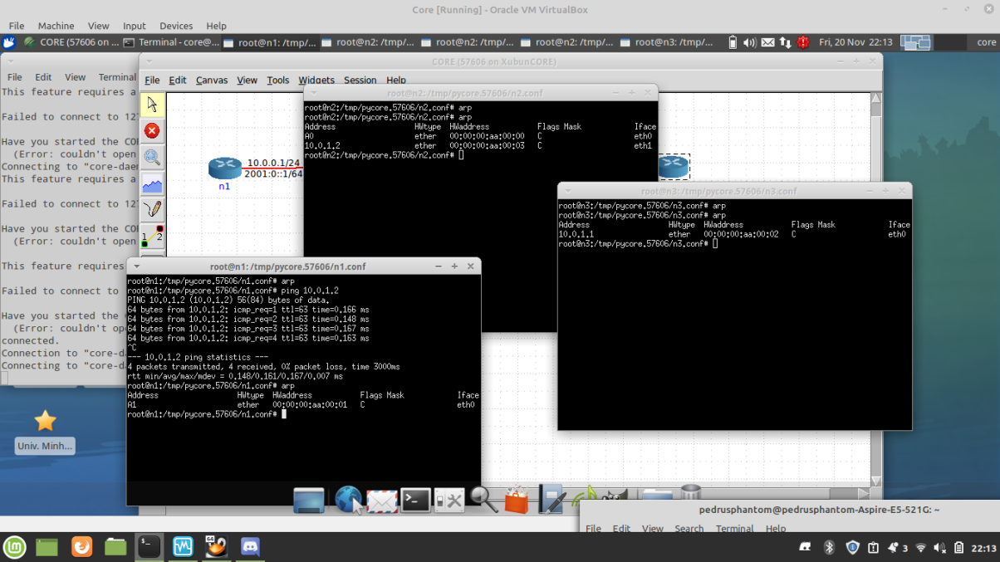 Core [Running] - Oracle VM VirtualBox
File Machine View Input Devices Help
CORE (57606 on ... Terminal - core@... root@n1: /tmp/... root@n2: /tmp/... root@n2: /tmp/... root@n2: /tmp/... root@n3: /tmp/... Fri, 20 Nov 22:13 core
File Edit View Terminal
This feature requires a
Failed to connect to 127
Have you started the COR
(Error: couldn't open
Connecting to "core-daem
This feature requires a
Failed to connect to 127
Have you started the COR
(Error: couldn't open
This feature requires
Failed to connect to
Have you started the
(Error: couldn't ope
connected.
Connection to "core-da
Connecting to "core-da
CORE (57606 on XubunCORE)
File Edit Canvas View Tools Widgets Session Help
1 2
10.0.0.1/24
2001:0::1/64
n1
root@n2: /tmp/pycore.57606/n2.conf
root@n2:/tmp/pycore.57606/n2.conf# arp
root@n2:/tmp/pycore.57606/n2.conf# arp
Address HWtype HWaddress Flags Mask Iface
A0 ether 00:00:00:aa:00:00 C eth0
10.0.1.2 ether 00:00:00:aa:00:03 C eth1
root@n2:/tmp/pycore.57606/n2.conf#
root@n3: /tmp/pycore.57606/n3.conf
root@n3:/tmp/pycore.57606/n3.conf# arp
root@n3:/tmp/pycore.57606/n3.conf# arp
Address HWtype HWaddress Flags Mask Iface
10.0.1.1 ether 00:00:00:aa:00:02 C eth0
root@n3:/tmp/pycore.57606/n3.conf#
root@n1: /tmp/pycore.57606/n1.conf
root@n1:/tmp/pycore.57606/n1.conf# arp
root@n1:/tmp/pycore.57606/n1.conf# ping 10.0.1.2
PING 10.0.1.2 (10.0.1.2) 56(84) bytes of data.
64 bytes from 10.0.1.2: icmp_req=1 ttl=63 time=0.166 ms
64 bytes from 10.0.1.2: icmp_req=2 ttl=63 time=0.148 ms
64 bytes from 10.0.1.2: icmp_req=3 ttl=63 time=0.167 ms
64 bytes from 10.0.1.2: icmp_req=4 ttl=63 time=0.163 ms
^C
--- 10.0.1.2 ping statistics ---
4 packets transmitted, 4 received, 0% packet loss, time 3000ms
rtt min/avg/max/mdev = 0.148/0.161/0.167/0.007 ms
root@n1:/tmp/pycore.57606/n1.conf# arp
Address HWtype HWaddress Flags Mask Iface
A1 ether 00:00:00:aa:00:01 C eth0
root@n1:/tmp/pycore.57606/n1.conf#
Univ. Minh...
pedrusphantom@pedrusphantom-Aspire-E5-521G: ~
File Edit View Search Terminal Help
3 22:13